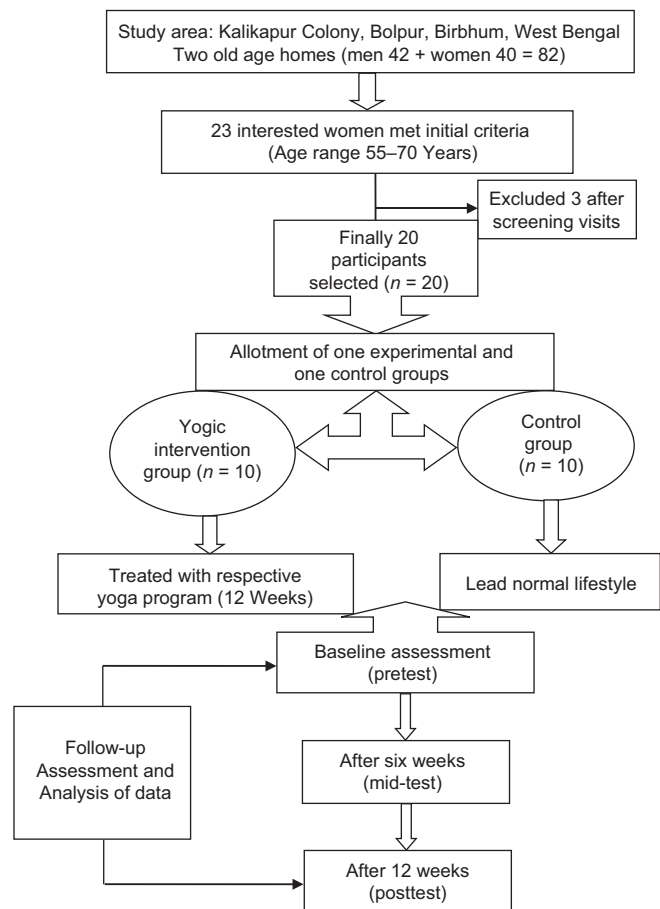 Study area: Kalikapur Colony, Bolpur, Birbhum, West Bengal
Two old age homes (men 42 + women 40 = 82)
23 interested women met initial criteria
(Age range 55–70 Years)
Excluded 3 after
screening visits
Finally 20
participants
selected (n = 20)
Allotment of one experimental and
one control groups
Yogic
intervention
group (n = 10)
Control
group
(n = 10)
Treated with respective
yoga program (12 Weeks)
Lead normal lifestyle
Baseline assessment
(pretest)
Follow-up
Assessment and
Analysis of data
After six weeks
(mid-test)
After 12 weeks
(posttest)